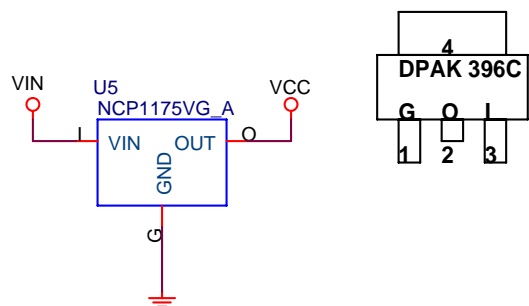 VIN
U5
NCP1175VG_A
VCC
I
VIN
OUT
O
GND
G
4
DPAK 396C
G O I
1 2 3